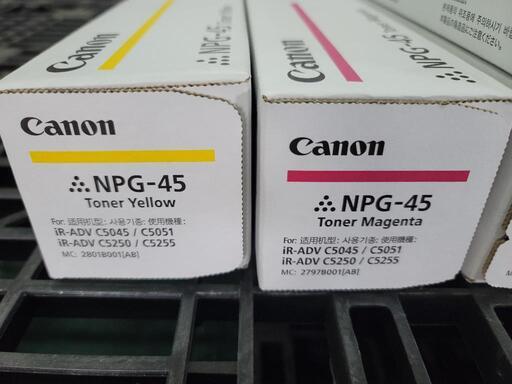 Canon
NPG-45
Toner Yellow
For: 适用机型: 사용기종: 使用機種:
iR-ADV C5045 / C5051
iR-ADV C5250 / C5255
MC: 2801B001[AB]
Canon
NPG-45
Toner Magenta
For: 适用机型: 사용기종: 使用機種:
iR-ADV C5045 / C5051
iR-ADV C5250 / C5255
MC: 2797B001[AB]
NPG-45
NPG-45